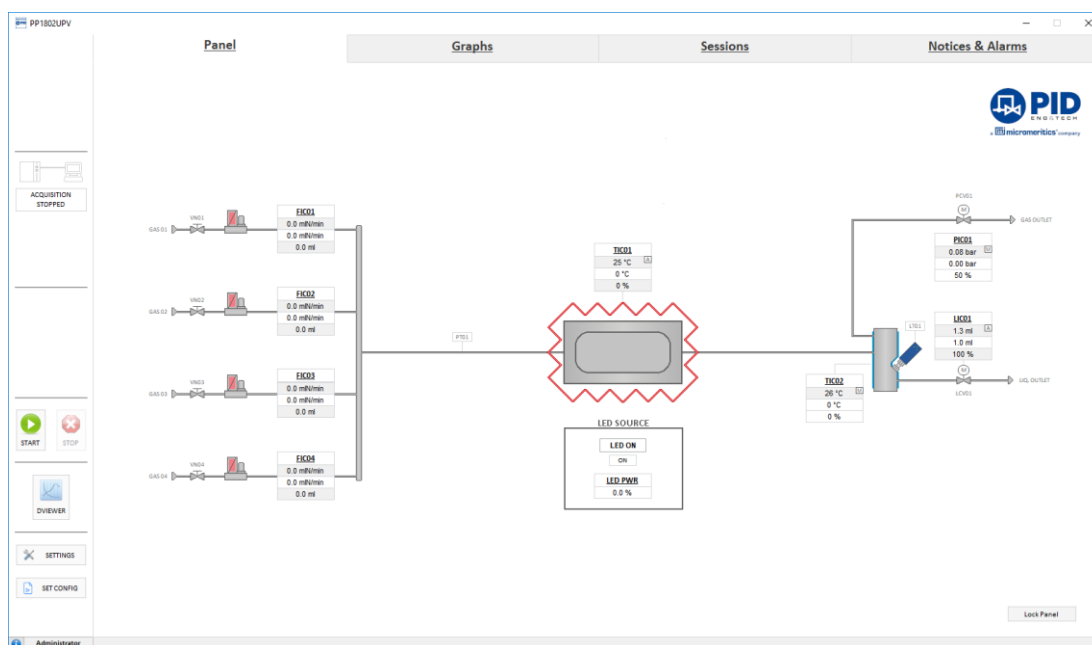 PP1802UPV
Panel
Graphs
Sessions
Notices & Alarms
PID
ENG&TECH
a micromeritics® company
ACQUISITION
STOPPED
START
STOP
DVIEWER
SETTINGS
SET CONFIG
Administrator
GAS 01
VNG1
FIC01
0.0 mlN/min
0.0 mlN/min
0.0 ml
GAS 02
VNG2
FIC02
0.0 mlN/min
0.0 mlN/min
0.0 ml
GAS 03
VNG3
FIC03
0.0 mlN/min
0.0 mlN/min
0.0 ml
GAS 04
VNG4
FIC04
0.0 mlN/min
0.0 mlN/min
0.0 ml
PT01
TIC01
25 °C
A
0 °C
0 %
LED SOURCE
LED ON
ON
LED PWR
0.0 %
PCV01
M
GAS OUTLET
PIC01
0.08 bar
M
0.00 bar
50 %
LT01
LIC01
1.3 ml
A
1.0 ml
100 %
TIC02
26 °C
M
0 °C
0 %
M
LIQ. OUTLET
LCV01
Lock Panel